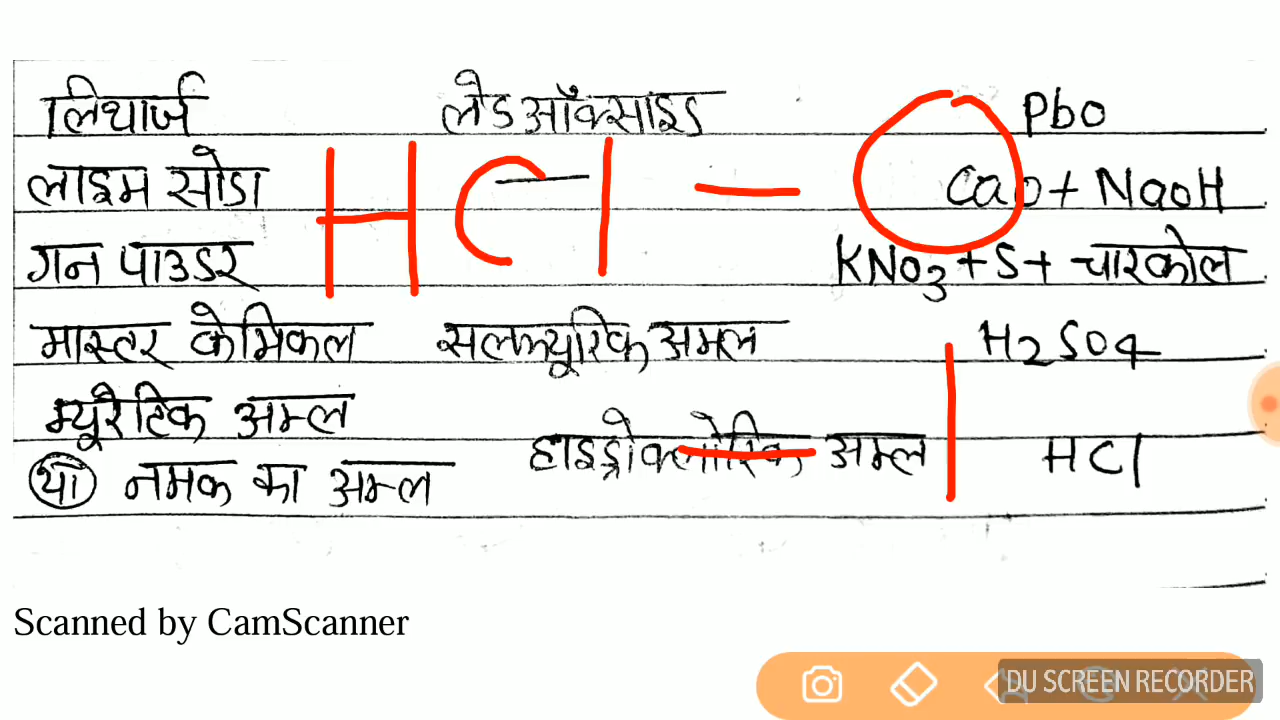 लिथार्ज लेड ऑक्साइड PbO
लाइम सोडा — CaO + NaOH
गन पाउडर KNO3 + S + चारकोल
HCl —
मास्टर केमिकल सलफ्यूरिक अम्ल H2SO4
म्यूरैटिक अम्ल
या नमक का अम्ल हाइड्रोक्लोरिक अम्ल HCl
Scanned by CamScanner
DU SCREEN RECORDER